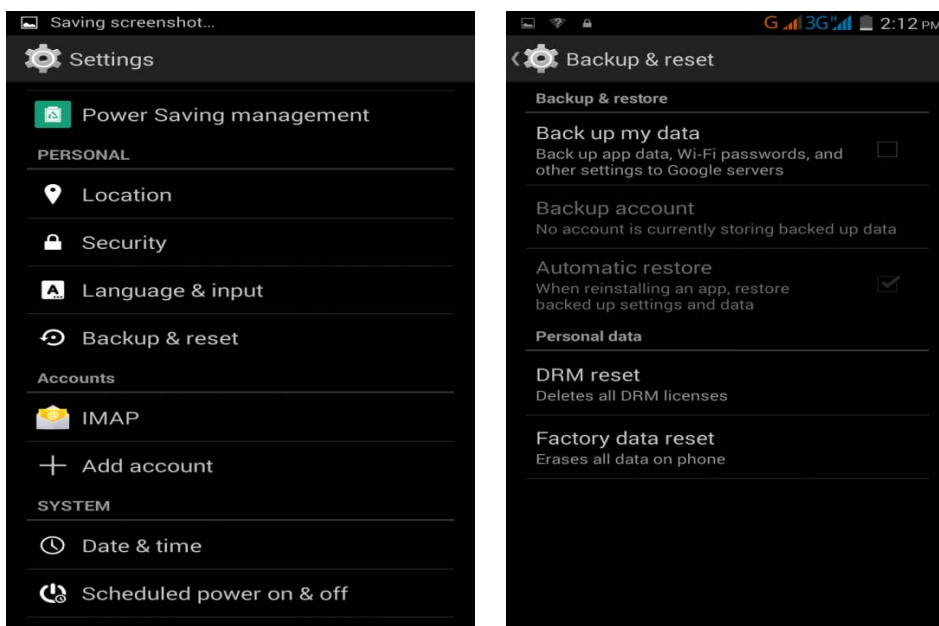 Saving screenshot...
Settings
Power Saving management
PERSONAL
Location
Security
Language & input
Backup & reset
Accounts
IMAP
Add account
SYSTEM
Date & time
Scheduled power on & off
G 3G H 2:12 PM
Backup & reset
Backup & restore
Back up my data
Back up app data, Wi-Fi passwords, and
other settings to Google servers
Backup account
No account is currently storing backed up data
Automatic restore
When reinstalling an app, restore
backed up settings and data
Personal data
DRM reset
Deletes all DRM licenses
Factory data reset
Erases all data on phone